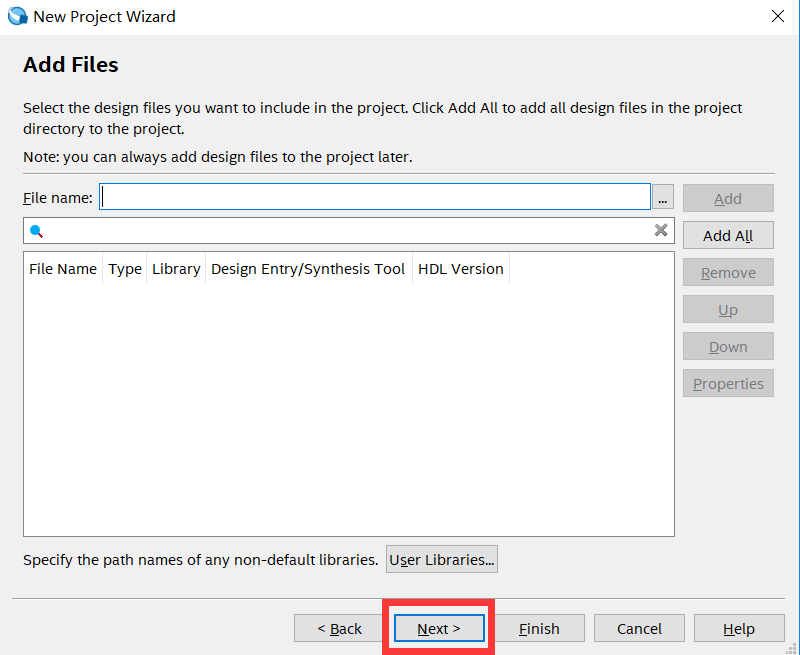 New Project Wizard
Add Files
Select the design files you want to include in the project. Click Add All to add all design files in the project
directory to the project.
Note: you can always add design files to the project later.
File name:
...
Add
Add All
File Name Type Library Design Entry/Synthesis Tool HDL Version
Remove
Up
Down
Properties
Specify the path names of any non-default libraries. User Libraries...
< Back Next > Finish Cancel Help